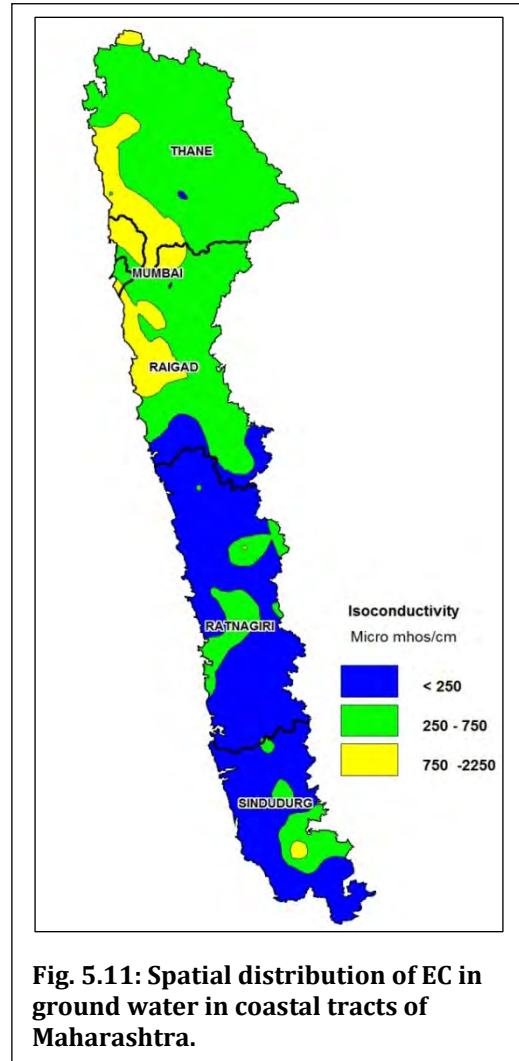 THANE
MUMBAI
RAIGAD
RATNAGIRI
SINDUDURG
Isoconductivity
Micro mhos/cm
< 250
250 - 750
750 -2250
Fig. 5.11: Spatial distribution of EC in
ground water in coastal tracts of
Maharashtra.